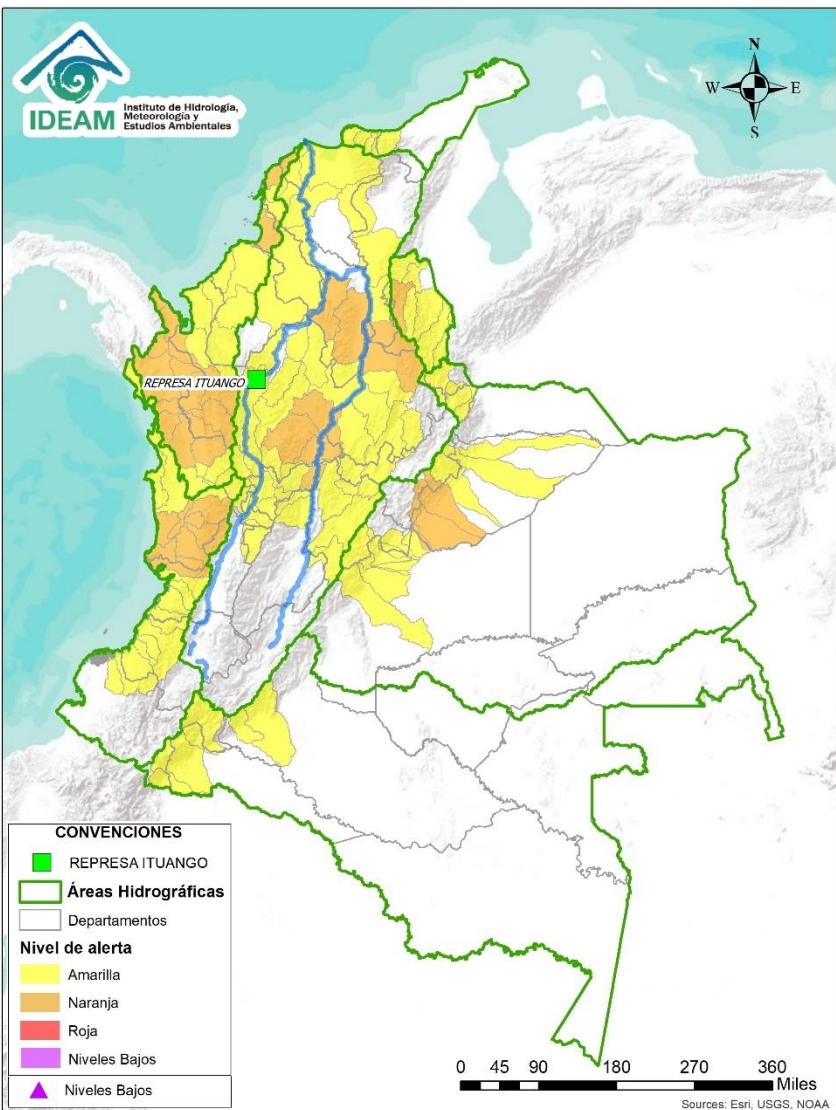 IDEAM
Instituto de Hidrología,
Meteorología y
Estudios Ambientales
N
W
E
S
REPRESA ITUANGO
CONVENCIONES
REPRESA ITUANGO
Áreas Hidrográficas
Departamentos
Nivel de alerta
Amarilla
Naranja
Roja
Niveles Bajos
Niveles Bajos
0 45 90 180 270 360
Miles
Sources: Esri, USGS, NOAA